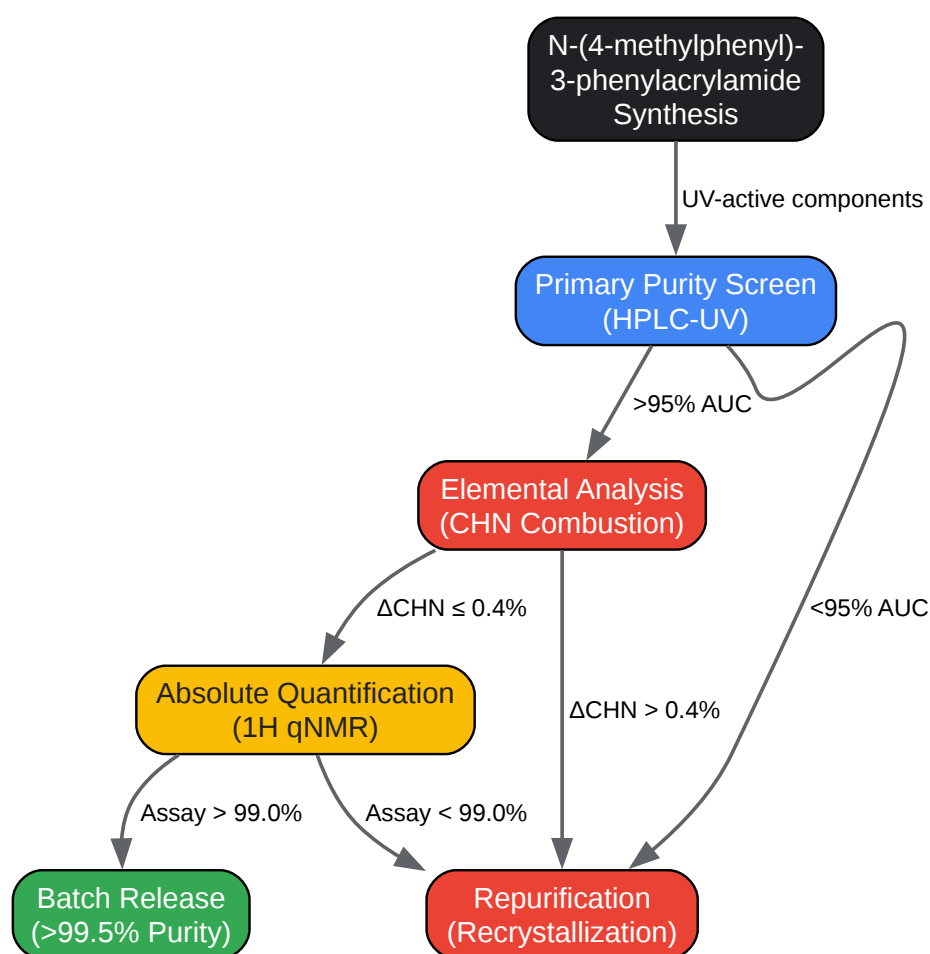 N-(4-methylphenyl)-
3-phenylacrylamide
Synthesis
UV-active components
Primary Purity Screen
(HPLC-UV)
>95% AUC
Elemental Analysis
(CHN Combustion)
ΔCHN ≤ 0.4%
<95% AUC
Absolute Quantification
(1H qNMR)
ΔCHN > 0.4%
Assay > 99.0%
Assay < 99.0%
Batch Release
(>99.5% Purity)
Repurification
(Recrystallization)